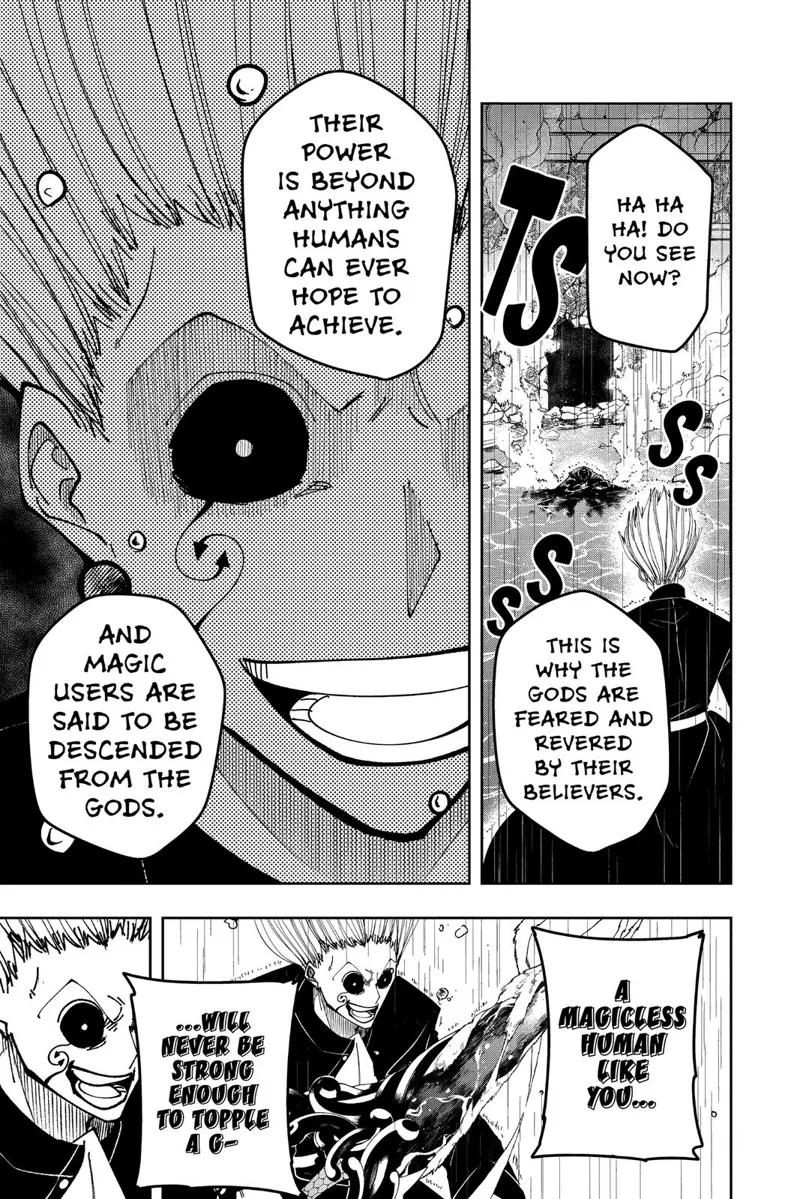 HA HA
HA! DO
YOU SEE
NOW?
TS
SS
SS
THIS IS
WHY THE
GODS ARE
FEARED AND
REVERED
BY THEIR
BELIEVERS.
THEIR
POWER
IS BEYOND
ANYTHING
HUMANS
CAN EVER
HOPE TO
ACHIEVE.
AND
MAGIC
USERS ARE
SAID TO BE
DESCENDED
FROM THE
GODS.
A
MAGICLESS
HUMAN
LIKE
YOU...
...WILL
NEVER BE
STRONG
ENOUGH
TO TOPPLE
A G-